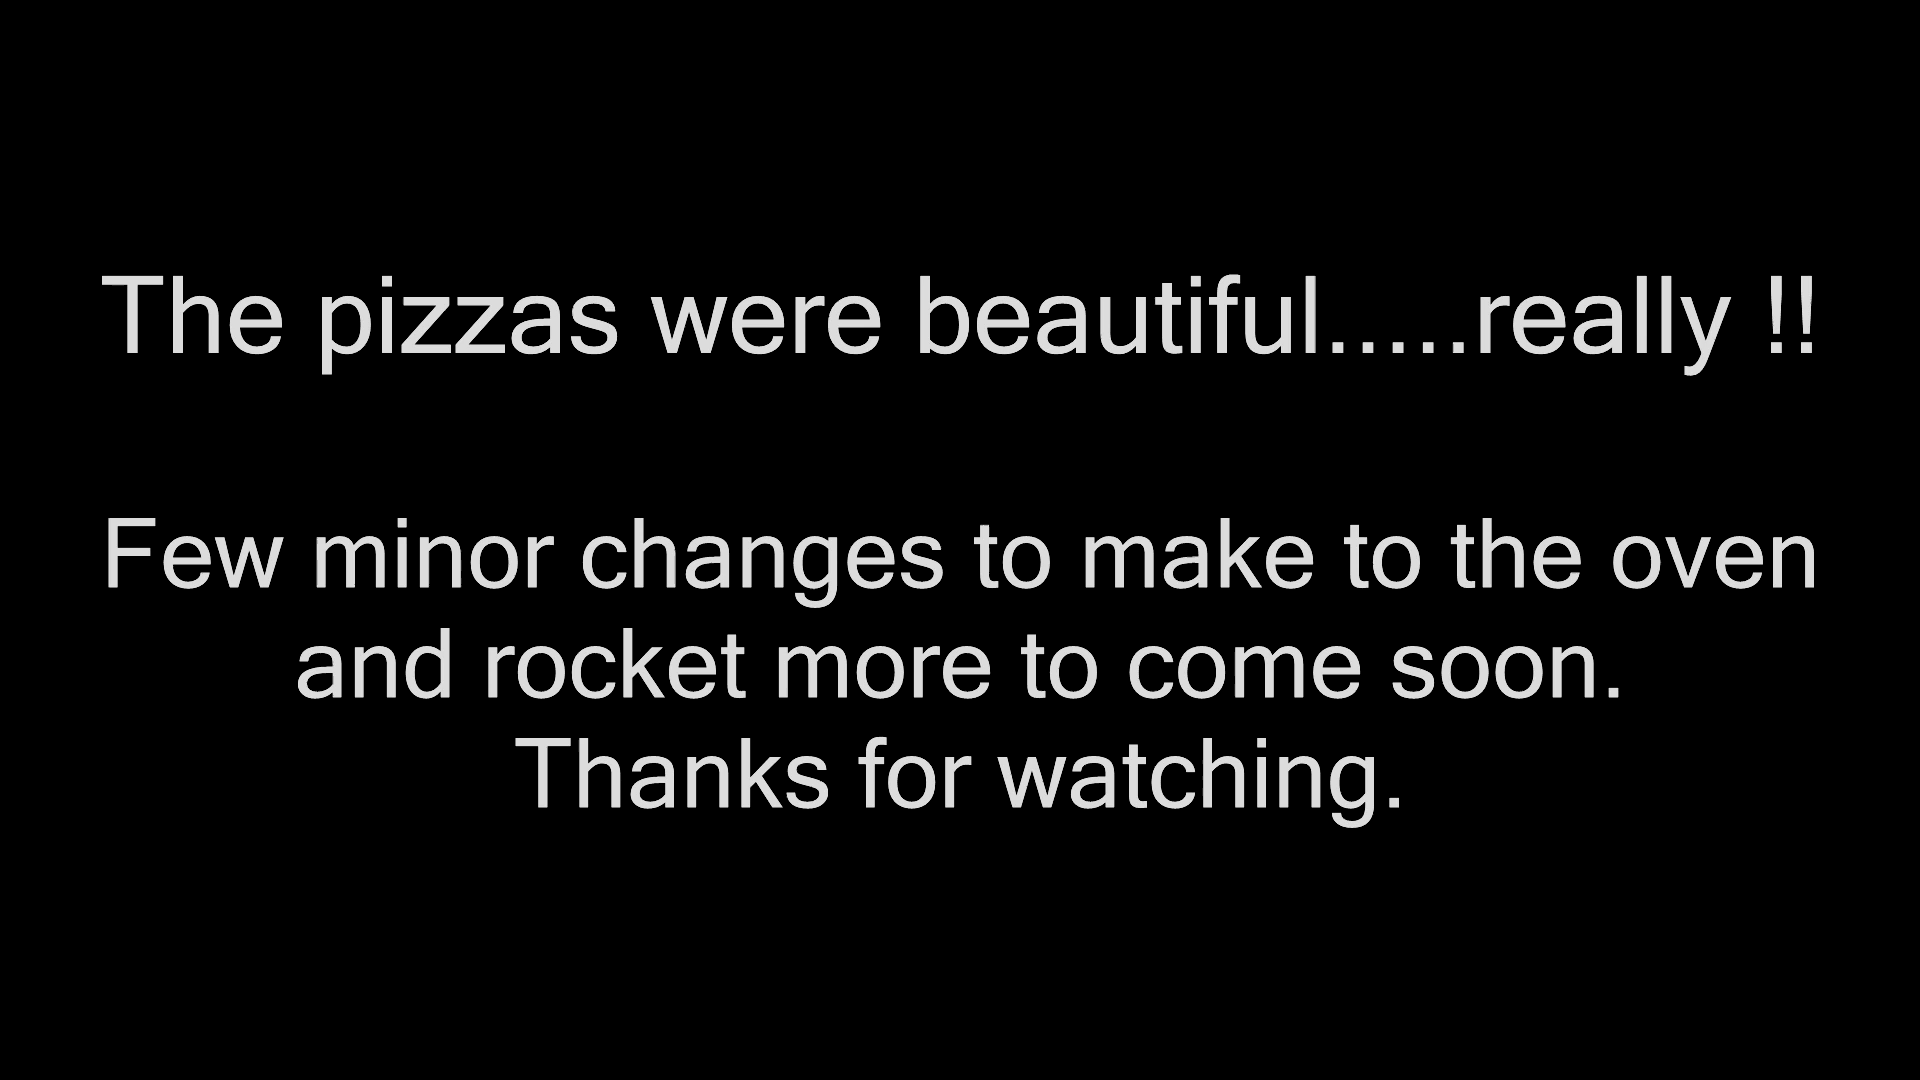 The pizzas were beautiful.....really !!
Few minor changes to make to the oven
and rocket more to come soon.
Thanks for watching.